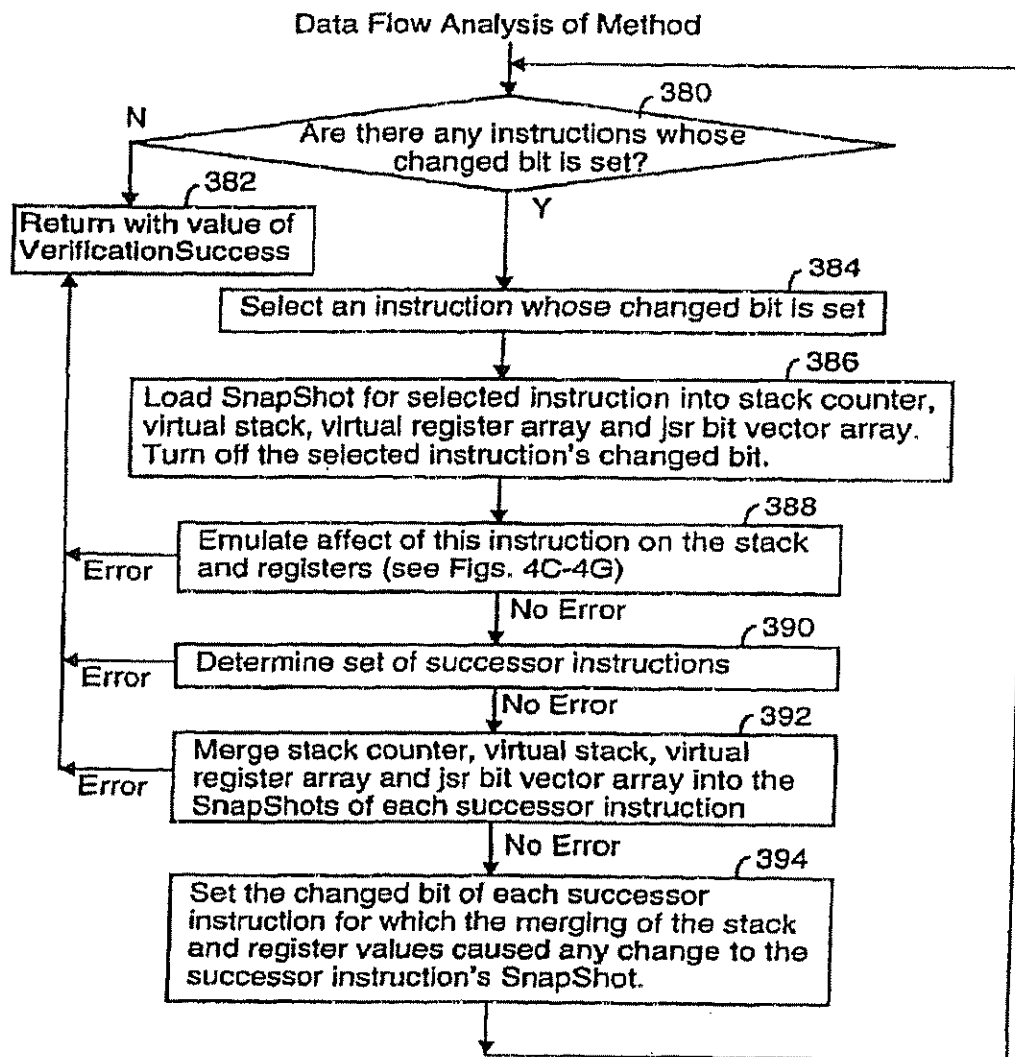 Data Flow Analysis of Method
380
N
Are there any instructions whose
changed bit is set?
382
Y
Return with value of
VerificationSuccess
384
Select an instruction whose changed bit is set
386
Load SnapShot for selected instruction into stack counter,
virtual stack, virtual register array and jsr bit vector array.
Turn off the selected instruction's changed bit.
388
Emulate affect of this instruction on the stack
and registers (see Figs. 4C-4G)
Error
No Error
390
Determine set of successor instructions
Error
No Error
392
Merge stack counter, virtual stack, virtual
register array and jsr bit vector array into the
SnapShots of each successor instruction
Error
No Error
394
Set the changed bit of each successor
instruction for which the merging of the stack
and register values caused any change to the
successor instruction's SnapShot.